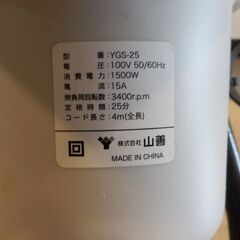 型番：YGS-25
電圧：100V 50/60Hz
消費電力：1500W
電流：15A
無負荷回転数：3400r.p.m
定格時間：25分
コード長さ：4m(全長)
株式会社 山善
MADE IN CHINA